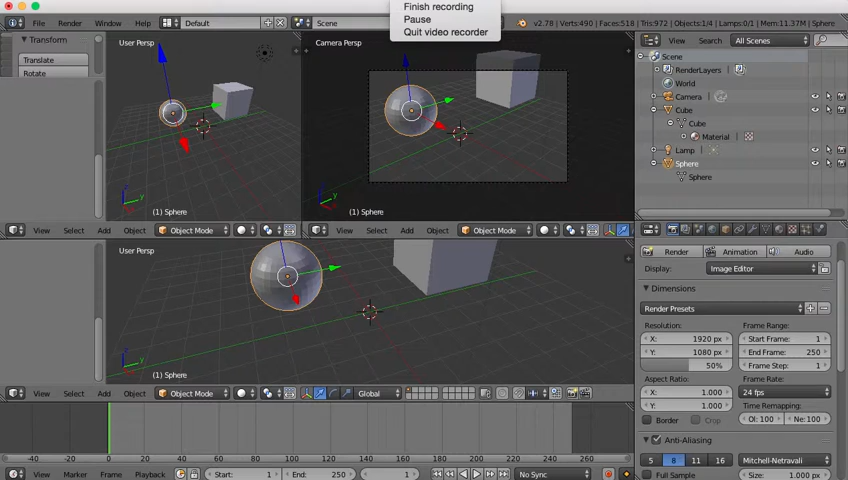 Finish recording
Pause
Quit video recorder
File Render Window Help Default Scene v2.78 | Verts:490 | Faces:518 | Tris:972 | Objects:1/4 | Lamps:0/1 | Mem:11.37M | Sphere
Transform
Translate
Rotate
User Persp
(1) Sphere
Camera Persp
(1) Sphere
View Search All Scenes
Scene
RenderLayers
World
Camera
Cube
Cube
Material
Lamp
Sphere
Sphere
View Select Add Object Object Mode
View Select Add Object Object Mode
User Persp
(1) Sphere
View Select Add Object Object Mode Global
Render Animation Audio
Display: Image Editor
Dimensions
Render Presets
Resolution: Frame Range:
X: 1920 px Start Frame: 1
Y: 1080 px End Frame: 250
50% Frame Step: 1
Aspect Ratio: Frame Rate:
X: 1.000 24 fps
Y: 1.000 Time Remapping:
Border Crop Ol: 100 Ne: 100
Anti-Aliasing
5 8 11 16 Mitchell-Netravali
Full Sample Size: 1.000 px
-40 -20 0 20 40 60 80 100 120 140 160 180 200 220 240 260
View Marker Frame Playback Start: 1 End: 250 1 No Sync